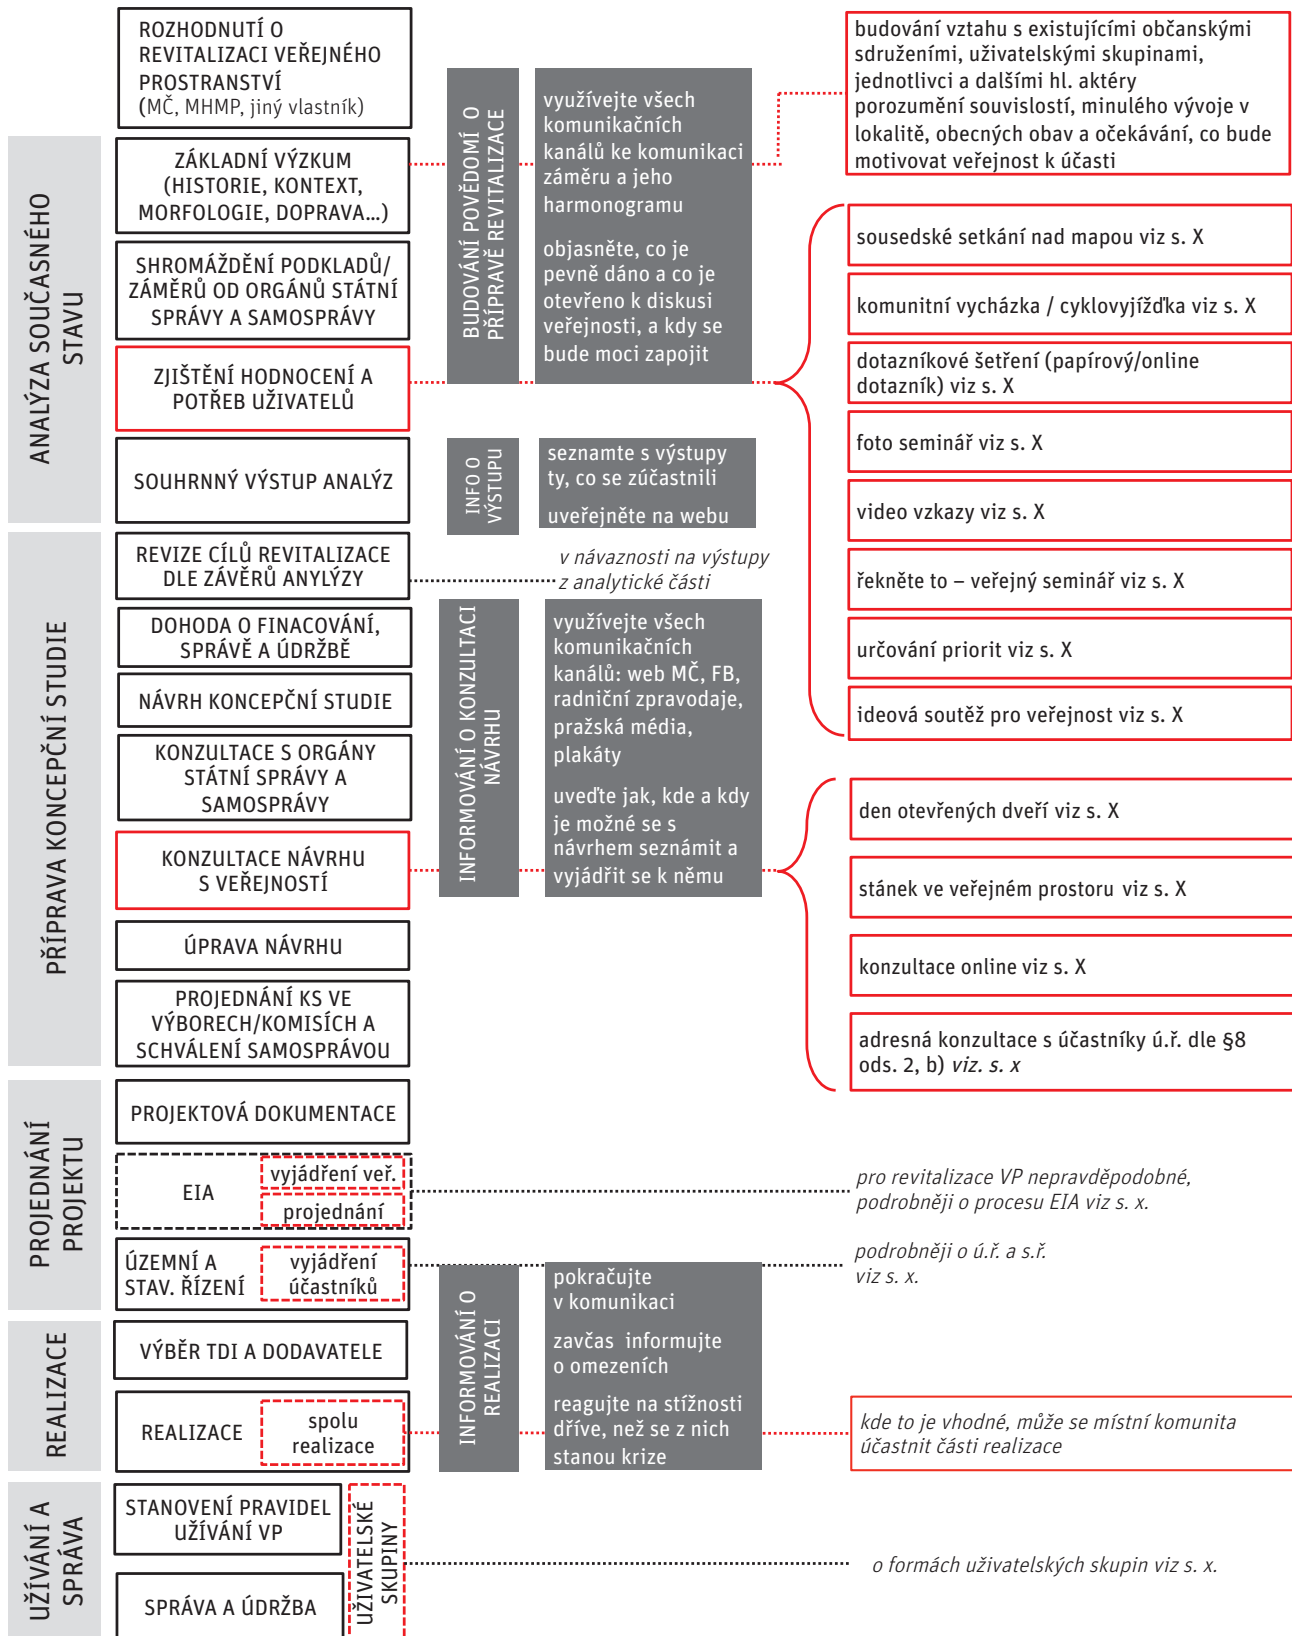 ROZHODNUTÍ O
REVITALIZACI VEŘEJNÉHO
PROSTRANSTVÍ
(MČ, MHMP, jiný vlastník)
ANALÝZA SOUČASNÉHO
STAVU
ZÁKLADNÍ VÝZKUM
(HISTORIE, KONTEXT,
MORFOLOGIE, DOPRAVA...)
SHROMÁŽDĚNÍ PODKLADŮ/
ZÁMĚRŮ OD ORGÁNŮ STÁTNÍ
SPRÁVY A SAMOSPRÁVY
ZJIŠTĚNÍ HODNOCENÍ A
POTŘEB UŽIVATELŮ
SOUHRNNÝ VÝSTUP ANALÝZ
BUDOVÁNÍ POVĚDOMÍ O
PŘÍPRAVĚ REVITALIZACE
využívejte všech
komunikačních
kanálů ke komunikaci
záměru a jeho
harmonogramu
objasněte, co je
pevně dáno a co je
otevřeno k diskusi
veřejnosti, a kdy se
bude moci zapojit
budování vztahu s existujícími občanskými
sdruženími, uživatelskými skupinami,
jednotlivci a dalšími hl. aktéry
porozumění souvislostí, minulého vývoje v
lokalitě, obecných obav a očekávání, co bude
motivovat veřejnost k účasti
sousedské setkání nad mapou viz s. X
komunitní vycházka / cyklovyjížďka viz s. X
dotazníkové šetření (papírový/online
dotazník) viz s. X
foto seminář viz s. X
video vzkazy viz s. X
řekněte to – veřejný seminář viz s. X
určování priorit viz s. X
ideová soutěž pro veřejnost viz s. X
INFO O
VÝSTUPU
seznamte s výstupy
ty, co se zúčastnili
uveřejněte na webu
PŘÍPRAVA KONCEPČNÍ STUDIE
REVIZE CÍLŮ REVITALIZACE
DLE ZÁVĚRŮ ANYLÝZY
v návaznosti na výstupy
z analytické části
DOHODA O FINACOVÁNÍ,
SPRÁVĚ A ÚDRŽBĚ
NÁVRH KONCEPČNÍ STUDIE
KONZULTACE S ORGÁNY
STÁTNÍ SPRÁVY A
SAMOSPRÁVY
KONZULTACE NÁVRHU
S VEŘEJNOSTÍ
ÚPRAVA NÁVRHU
PROJEDNÁNÍ KS VE
VÝBORECH/KOMISÍCH A
SCHVÁLENÍ SAMOSPRÁVOU
INFORMOVÁNÍ O KONZULTACI
NÁVRHU
využívejte všech
komunikačních
kanálů: web MČ, FB,
radniční zpravodaje,
pražská média,
plakáty
uveďte jak, kde a kdy
je možné se s
návrhem seznámit a
vyjádřit se k němu
den otevřených dveří viz s. X
stánek ve veřejném prostoru viz s. X
konzultace online viz s. X
adresná konzultace s účastníky ú.ř. dle §8
ods. 2, b) viz. s. x
PROJEDNÁNÍ
PROJEKTU
PROJEKTOVÁ DOKUMENTACE
EIA
vyjádření veř.
projednání
pro revitalizace VP nepravděpodobné,
podrobněji o procesu EIA viz s. x.
ÚZEMNÍ A
STAV. ŘÍZENÍ
vyjádření
účastníků
podrobněji o ú.ř. a s.ř.
viz s. x.
REALIZACE
VÝBĚR TDI A DODAVATELE
REALIZACE
spolu
realizace
INFORMOVÁNÍ O
REALIZACI
pokračujte
v komunikaci
zavčas informujte
o omezeních
reagujte na stížnosti
dříve, než se z nich
stanou krize
kde to je vhodné, může se místní komunita
účastnit části realizace
UŽÍVÁNÍ A
SPRÁVA
STANOVENÍ PRAVIDEL
UŽÍVÁNÍ VP
SPRÁVA A ÚDRŽBA
UŽIVATELSKÉ
SKUPINY
o formách uživatelských skupin viz s. x.